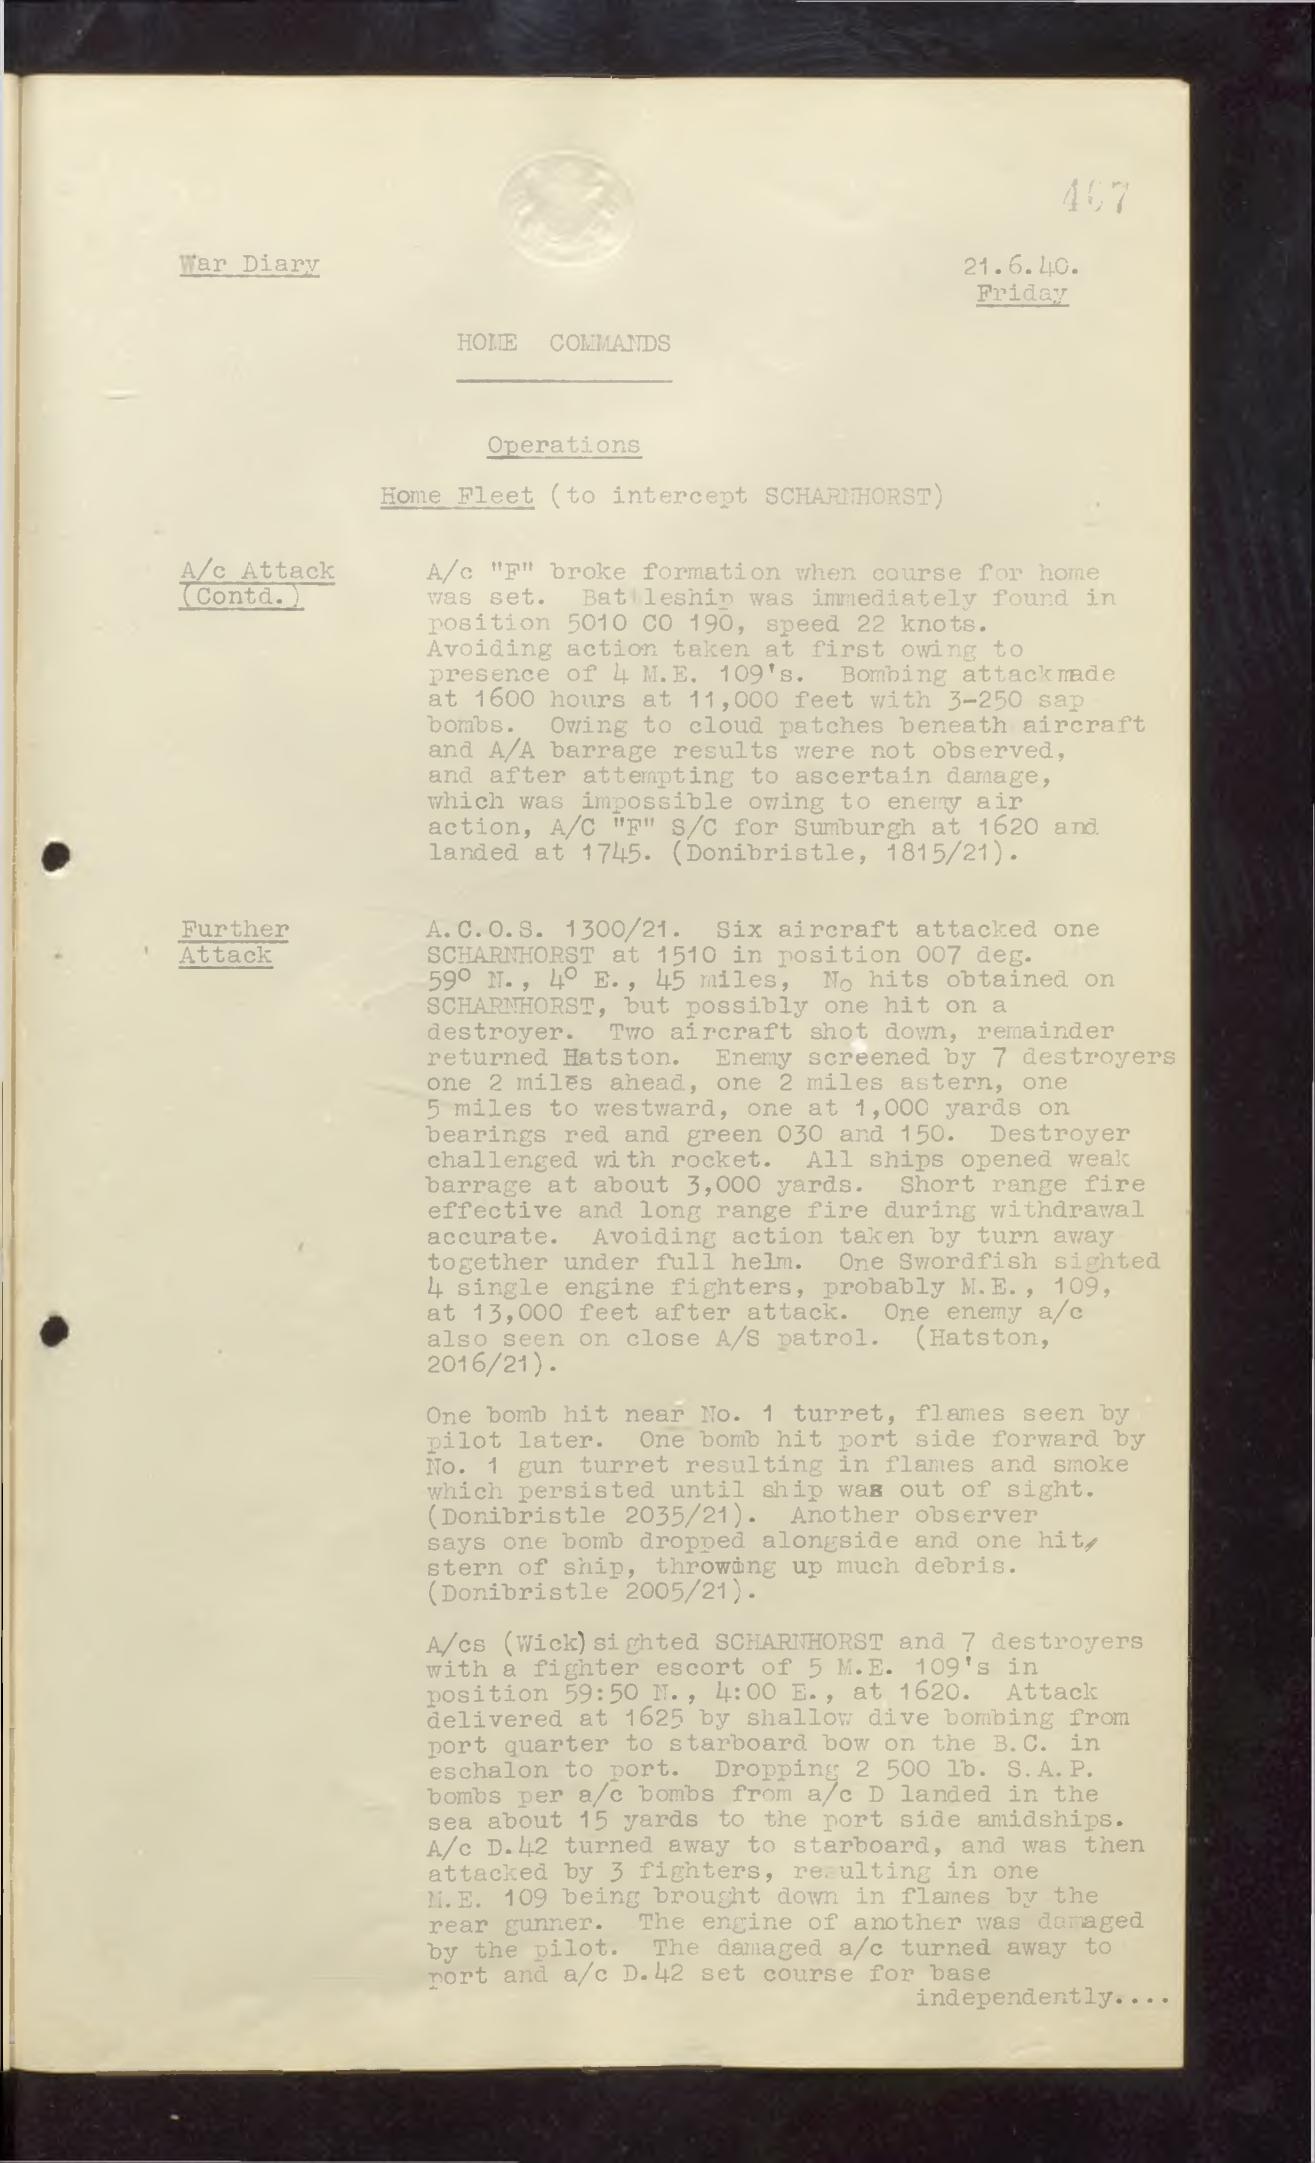 467
War Diary
21.6.40.
Friday
HOME COMMANDS
Operations
Home Fleet (to intercept SCHARNHORST)
A/c Attack
(Contd.)
A/c "F" broke formation when course for home
was set. Battleship was immediately found in
position 5010 CO 190, speed 22 knots.
Avoiding action taken at first owing to
presence of 4 M.E. 109's. Bombing attack made
at 1600 hours at 11,000 feet with 3-250 sap
bombs. Owing to cloud patches beneath aircraft
and A/A barrage results were not observed,
and after attempting to ascertain damage,
which was impossible owing to enemy air
action, A/C "F" S/C for Sumburgh at 1620 and
landed at 1745. (Donibristle, 1815/21).
Further
Attack
A.C.O.S. 1300/21. Six aircraft attacked one
SCHARNHORST at 1510 in position 007 deg.
59º N., 4º E., 45 miles, No hits obtained on
SCHARNHORST, but possibly one hit on a
destroyer. Two aircraft shot down, remainder
returned Hatston. Enemy screened by 7 destroyers
one 2 miles ahead, one 2 miles astern, one
5 miles to westward, one at 1,000 yards on
bearings red and green 030 and 150. Destroyer
challenged with rocket. All ships opened weak
barrage at about 3,000 yards. Short range fire
effective and long range fire during withdrawal
accurate. Avoiding action taken by turn away
together under full helm. One Swordfish sighted
4 single engine fighters, probably M.E., 109,
at 13,000 feet after attack. One enemy a/c
also seen on close A/S patrol. (Hatston,
2016/21).
One bomb hit near No. 1 turret, flames seen by
pilot later. One bomb hit port side forward by
No. 1 gun turret resulting in flames and smoke
which persisted until ship was out of sight.
(Donibristle 2035/21). Another observer
says one bomb dropped alongside and one hit
stern of ship, throwing up much debris.
(Donibristle 2005/21).
A/cs (Wick) sighted SCHARNHORST and 7 destroyers
with a fighter escort of 5 M.E. 109's in
position 59:50 N., 4:00 E., at 1620. Attack
delivered at 1625 by shallow dive bombing from
port quarter to starboard bow on the B.C. in
eschalon to port. Dropping 2 500 lb. S.A.P.
bombs per a/c bombs from a/c D landed in the
sea about 15 yards to the port side amidships.
A/c D.42 turned away to starboard, and was then
attacked by 3 fighters, resulting in one
M.E. 109 being brought down in flames by the
rear gunner. The engine of another was damaged
by the pilot. The damaged a/c turned away to
port and a/c D.42 set course for base
independently....